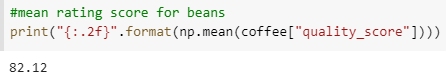 #mean rating score for beans
print("{:.2f}".format(np.mean(coffee["quality_score"])))
82.12